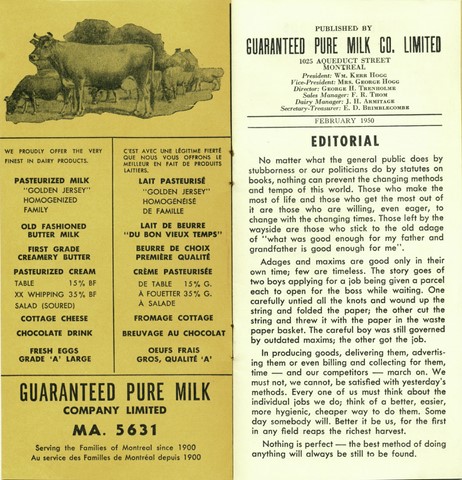 WE PROUDLY OFFER THE VERY
FINEST IN DAIRY PRODUCTS.
PASTEURIZED MILK
"GOLDEN JERSEY"
HOMOGENIZED
FAMILY
OLD FASHIONED
BUTTER MILK
FIRST GRADE
CREAMERY BUTTER
PASTEURIZED CREAM
TABLE 15% BF
XX WHIPPING 35% BF
SALAD (SOURED)
COTTAGE CHEESE
CHOCOLATE DRINK
FRESH EGGS
GRADE 'A' LARGE
C'EST AVEC UNE LÉGITIME FIERTÉ
QUE NOUS VOUS OFFRONS LE
MEILLEUR EN FAIT DE PRODUITS
LAITIERS.
LAIT PASTEURISÉ
"GOLDEN JERSEY"
HOMOGENÉISÉ
DE FAMILLE
LAIT DE BEURRE
"DU BON VIEUX TEMPS"
BEURRE DE CHOIX
PREMIÈRE QUALITÉ
CRÈME PASTEURISÉE
DE TABLE 15% G.
À FOUETTER 35% G.
À SALADE
FROMAGE COTTAGE
BREUVAGE AU CHOCOLAT
OEUFS FRAIS
GROS, QUALITÉ 'A'
GUARANTEED PURE MILK
COMPANY LIMITED
MA. 5631
Serving the Families of Montreal since 1900
Au service des Familles de Montréal depuis 1900
PUBLISHED BY
GUARANTEED PURE MILK CO. LIMITED
1025 AQUEDUCT STREET
MONTREAL
President: WM. KERR HOGG
Vice-President: MRS. GEORGE HOGG
Director: GEORGE H. TRENHOLME
Sales Manager: F. R. THOM
Dairy Manager: J. H. ARMITAGE
Secretary-Treasurer: E. D. BRIMBLECOMBE
FEBRUARY 1950
EDITORIAL
No matter what the general public does by
stubborness or our politicians do by statutes on
books, nothing can prevent the changing methods
and tempo of this world. Those who make the
most of life and those who get the most out of
it are those who are willing, even eager, to
change with the changing times. Those left by
the wayside are those who stick to the old adage
of "what was good enough for my father and
grandfather is good enough for me".
Adages and maxims are good only in their
own time; few are timeless. The story goes of
two boys applying for a job being given a parcel
each to open for the boss while waiting. One
carefully untied all the knots and wound up the
string and folded the paper; the other cut the
string and threw it with the paper in the waste
paper basket. The careful boy was still governed
by outdated maxims; the other got the job.
In producing goods, delivering them, advertis-
ing them or even billing and collecting for them,
time — and our competitors — march on. We
must not, we cannot, be satisfied with yesterday's
methods. Every one of us must think about the
individual jobs we do; think of a better, easier,
more hygienic, cheaper way to do them. Some
day somebody will. Better it be us, for the first
in any field reaps the richest harvest.
Nothing is perfect — the best method of doing
anything will always be still to be found.